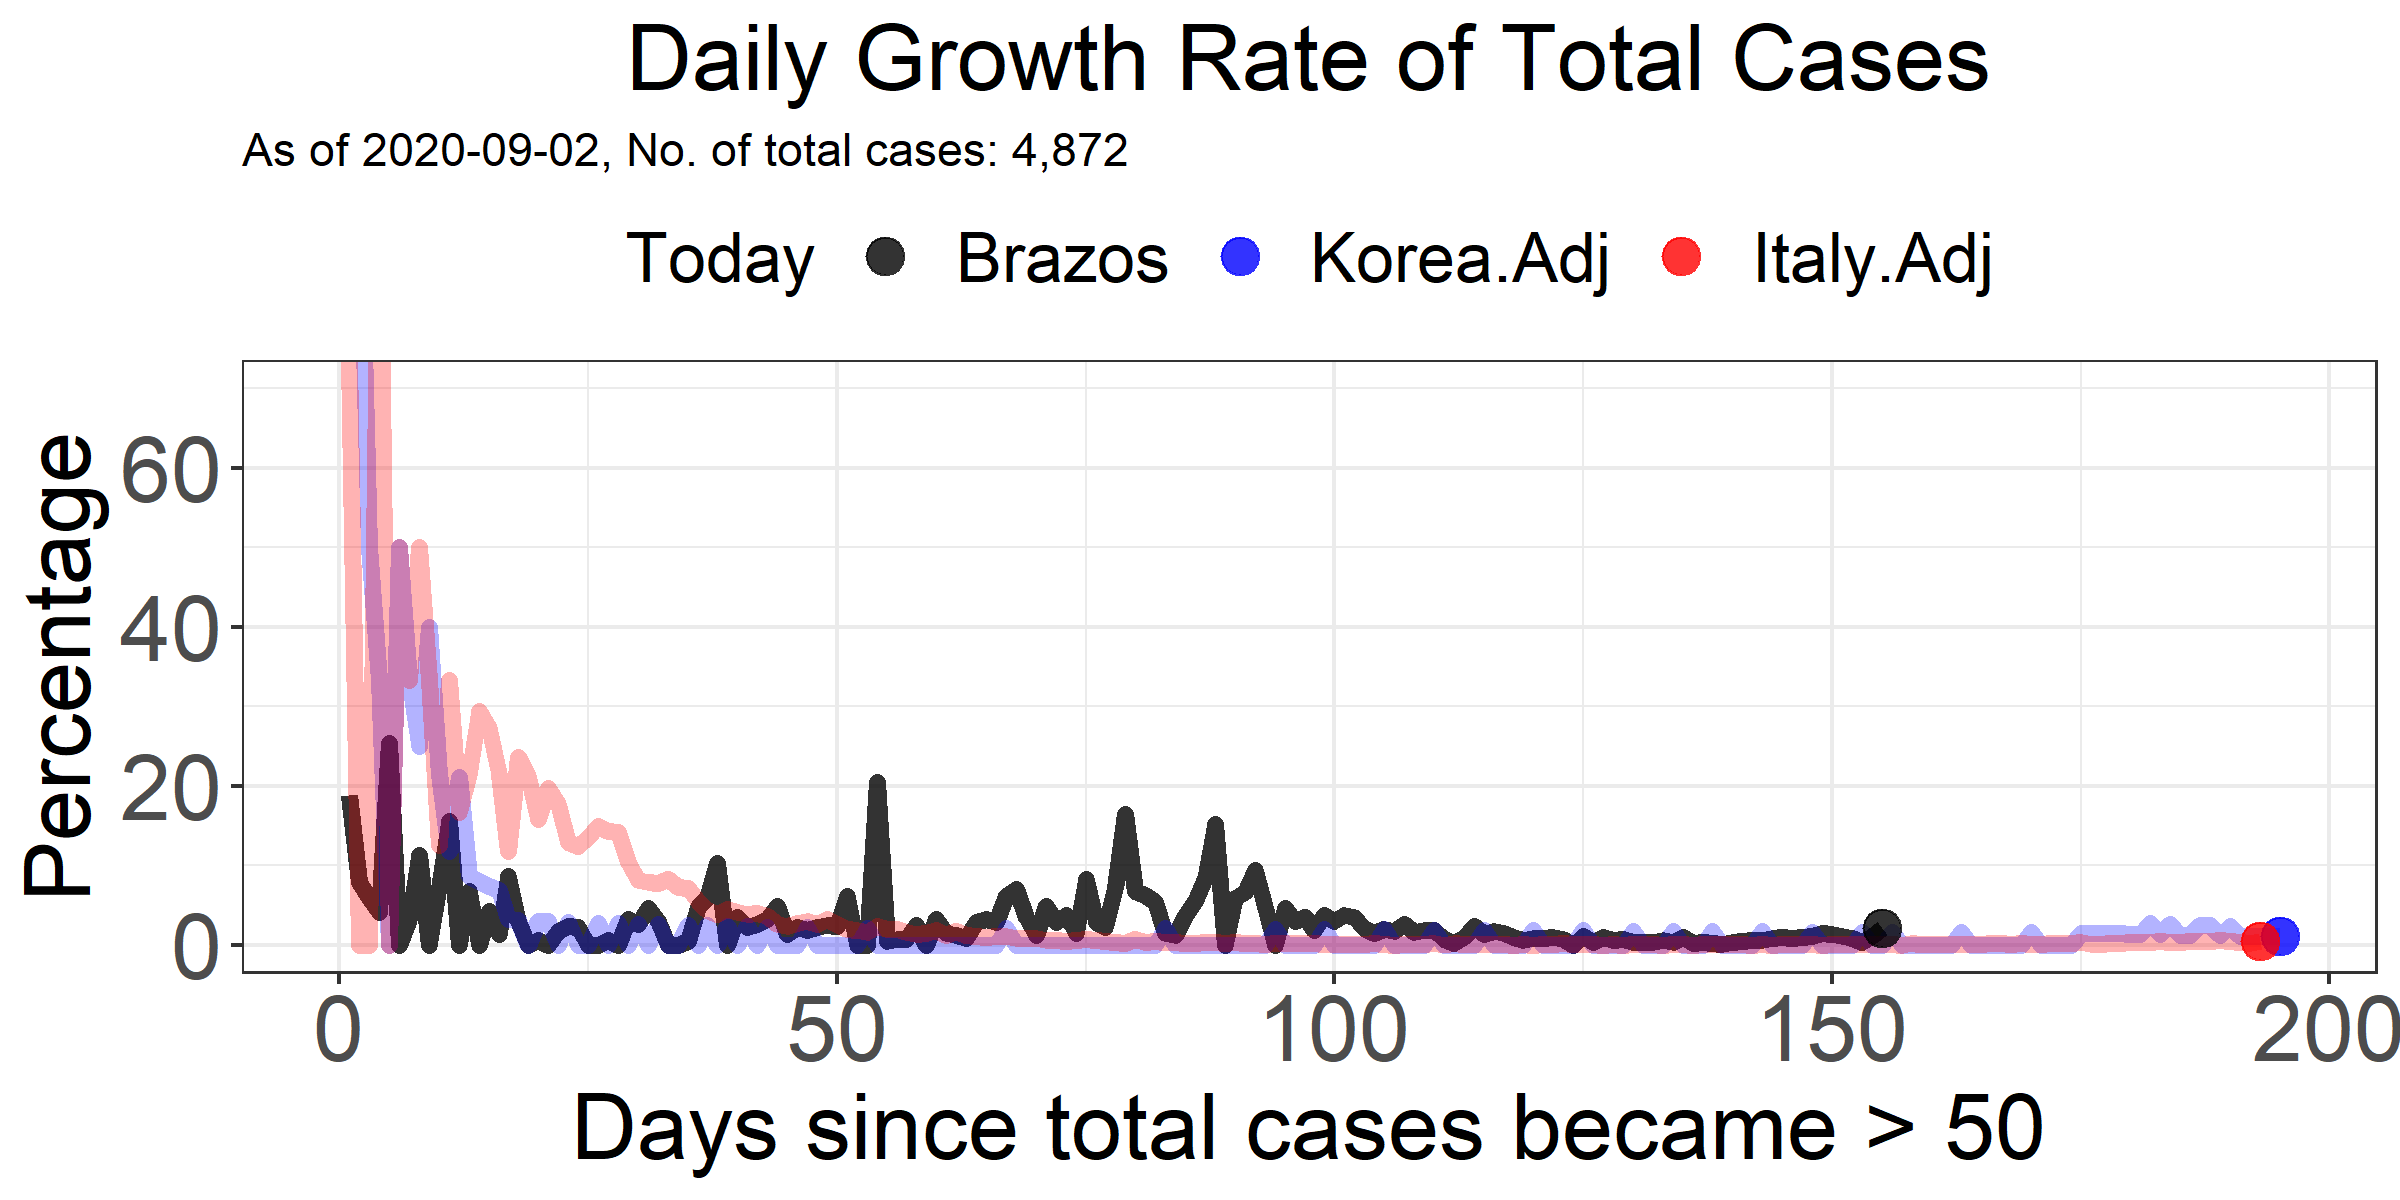 Daily Growth Rate of Total Cases
As of 2020-09-02, No. of total cases: 4,872
Today Brazos Korea.Adj Italy.Adj
Percentage
60
40
20
0
0 50 100 150 200
Days since total cases became > 50